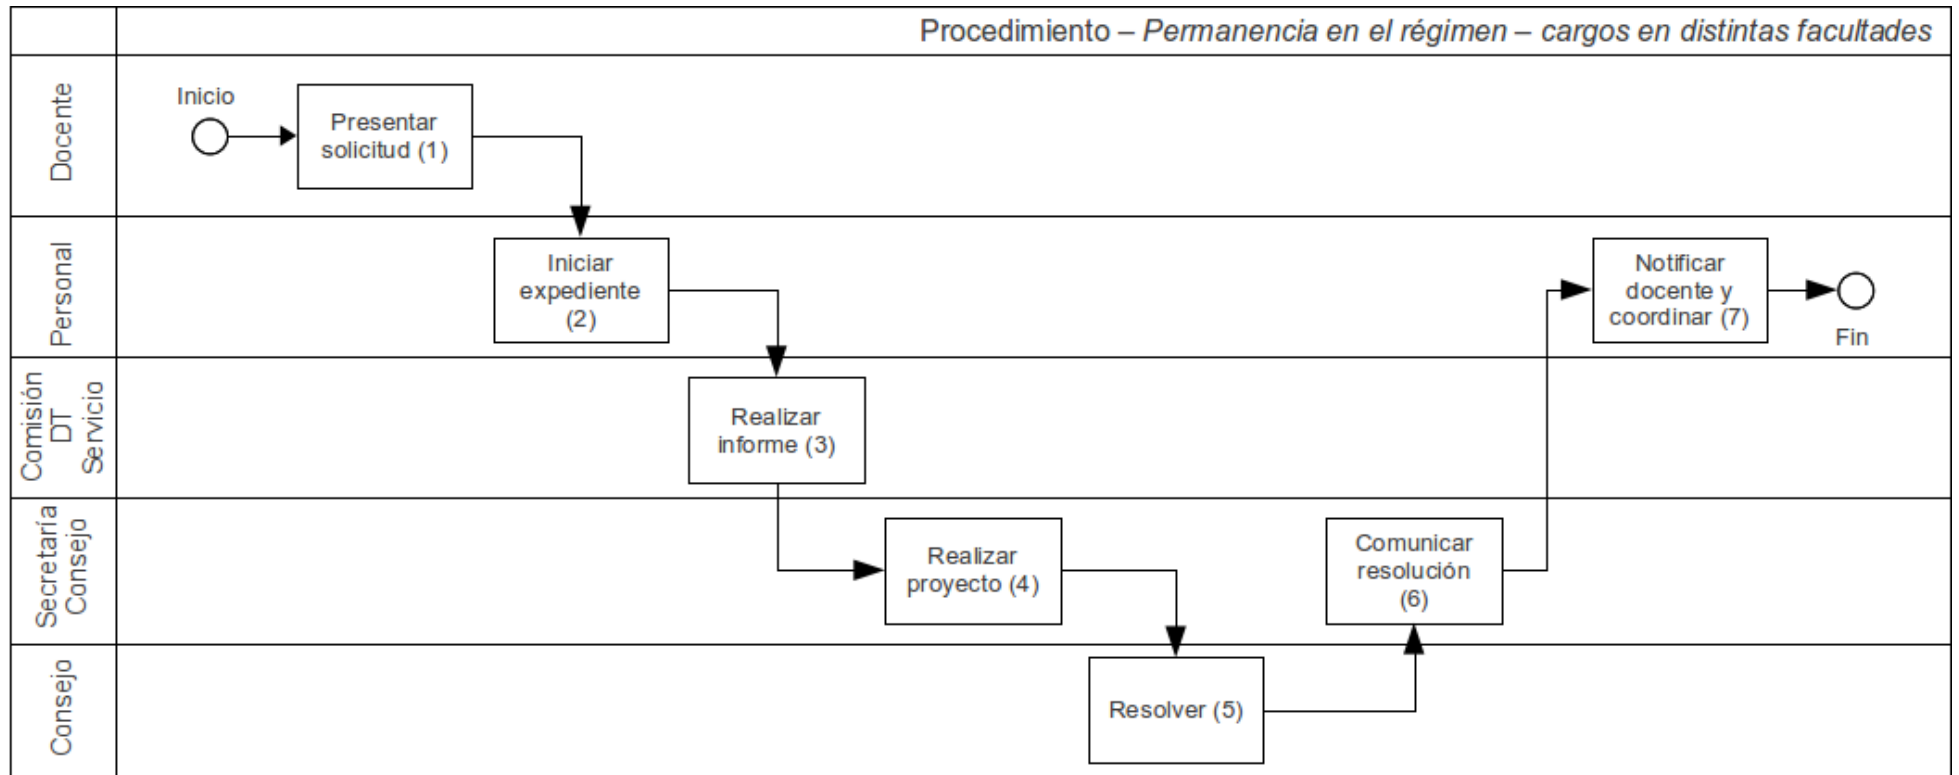 Procedimiento – Permanencia en el régimen – cargos en distintas facultades
Docente
Inicio
Presentar
solicitud (1)
Personal
Iniciar
expediente
(2)
Notificar
docente y
coordinar (7)
Fin
Comisión
DT
Servicio
Realizar
informe (3)
Secretaría
Consejo
Realizar
proyecto (4)
Comunicar
resolución
(6)
Consejo
Resolver (5)